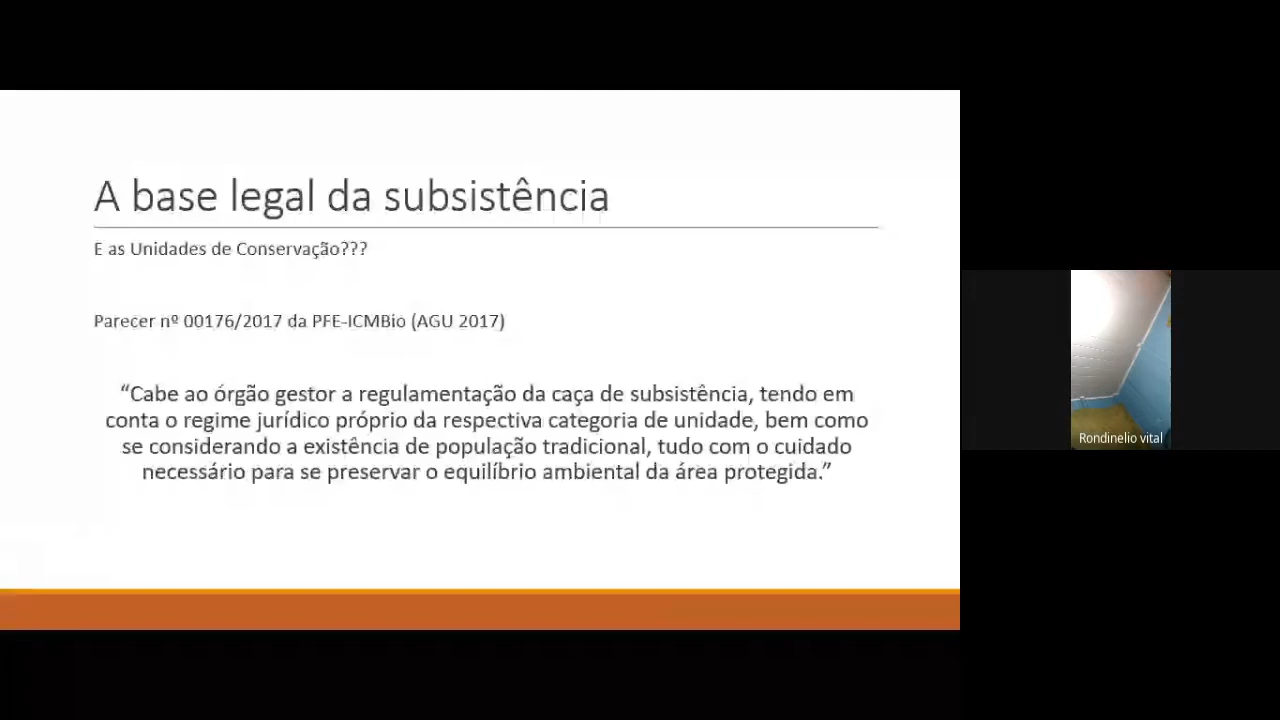 A base legal da subsistência
E as Unidades de Conservação???
Parecer nº 00176/2017 da PFE-ICMBio (AGU 2017)
“Cabe ao órgão gestor a regulamentação da caça de subsistência, tendo em
conta o regime jurídico próprio da respectiva categoria de unidade, bem como
se considerando a existência de população tradicional, tudo com o cuidado
necessário para se preservar o equilíbrio ambiental da área protegida.”
Rondinelio vital